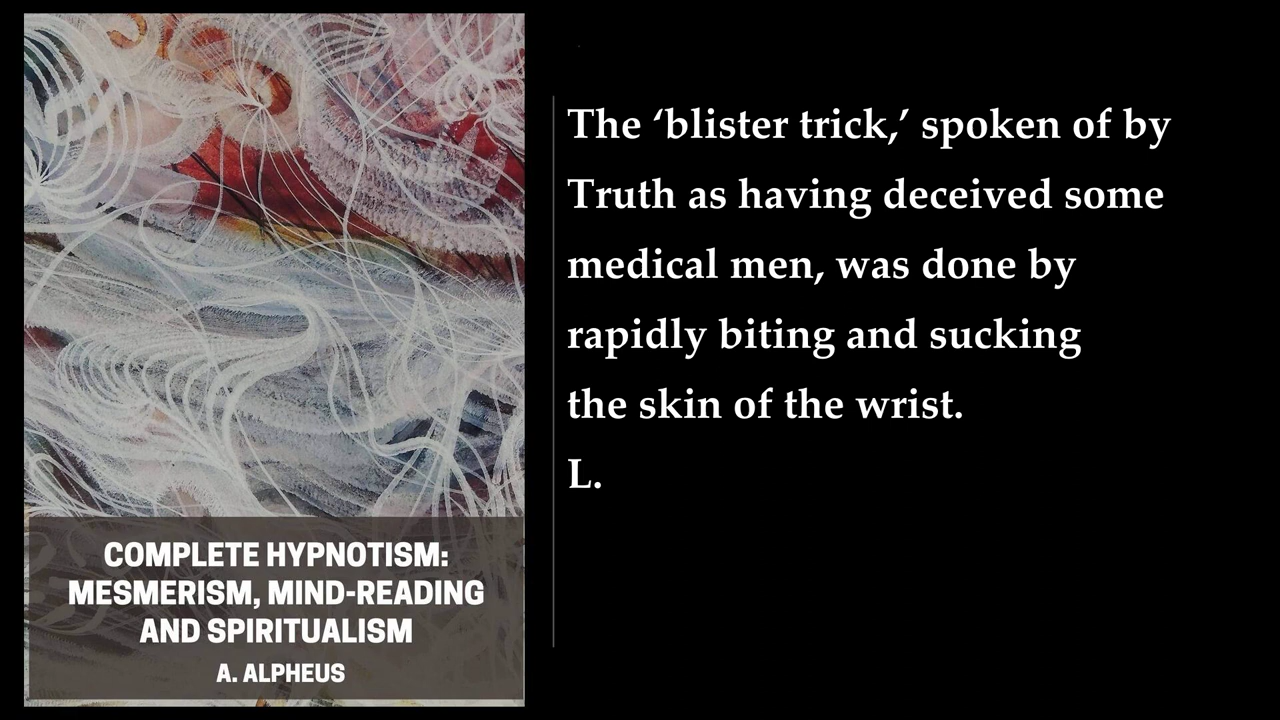 The ‘blister trick,’ spoken of by
Truth as having deceived some
medical men, was done by
rapidly biting and sucking
the skin of the wrist.
L.
COMPLETE HYPNOTISM:
MESMERISM, MIND-READING
AND SPIRITUALISM
A. ALPHEUS